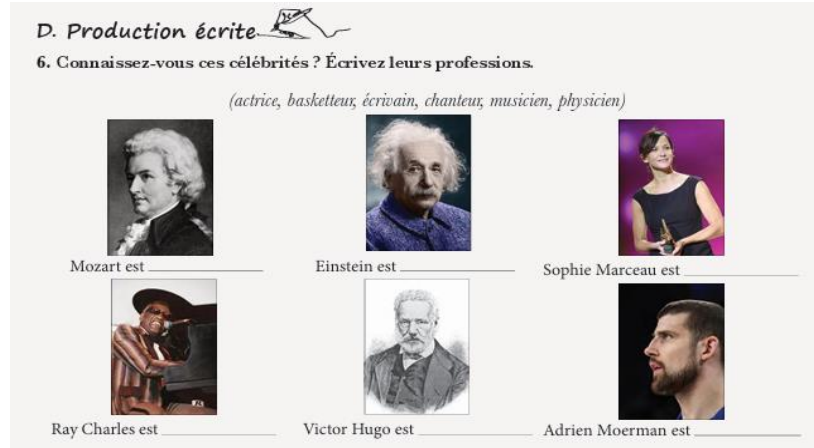 D. Production écrite
6. Connaissez-vous ces célébrités ? Écrivez leurs professions.
(actrice, basketteur, écrivain, chanteur, musicien, physicien)
Mozart est
Einstein est
Sophie Marceau est
Ray Charles est
Victor Hugo est
Adrien Moerman est